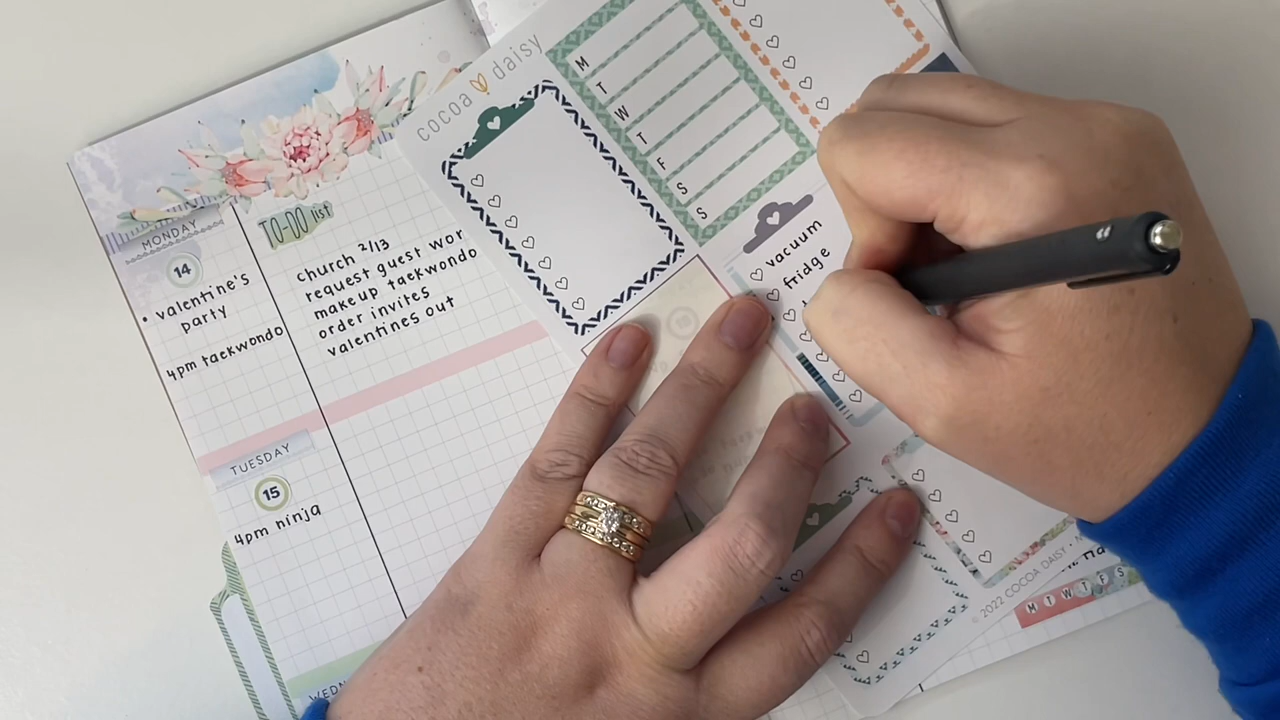 MONDAY
14
• valentine's
party
4pm taekwondo
TO-DO list
church 2/13
request guest wor
makeup taekwondo
order invites
valentines out
TUESDAY
15
4pm ninja
cocoa daisy
M
T
W
T
F
S
S
vacuum
fridge
© 2022 COCOA DAISY •
M T W T F S